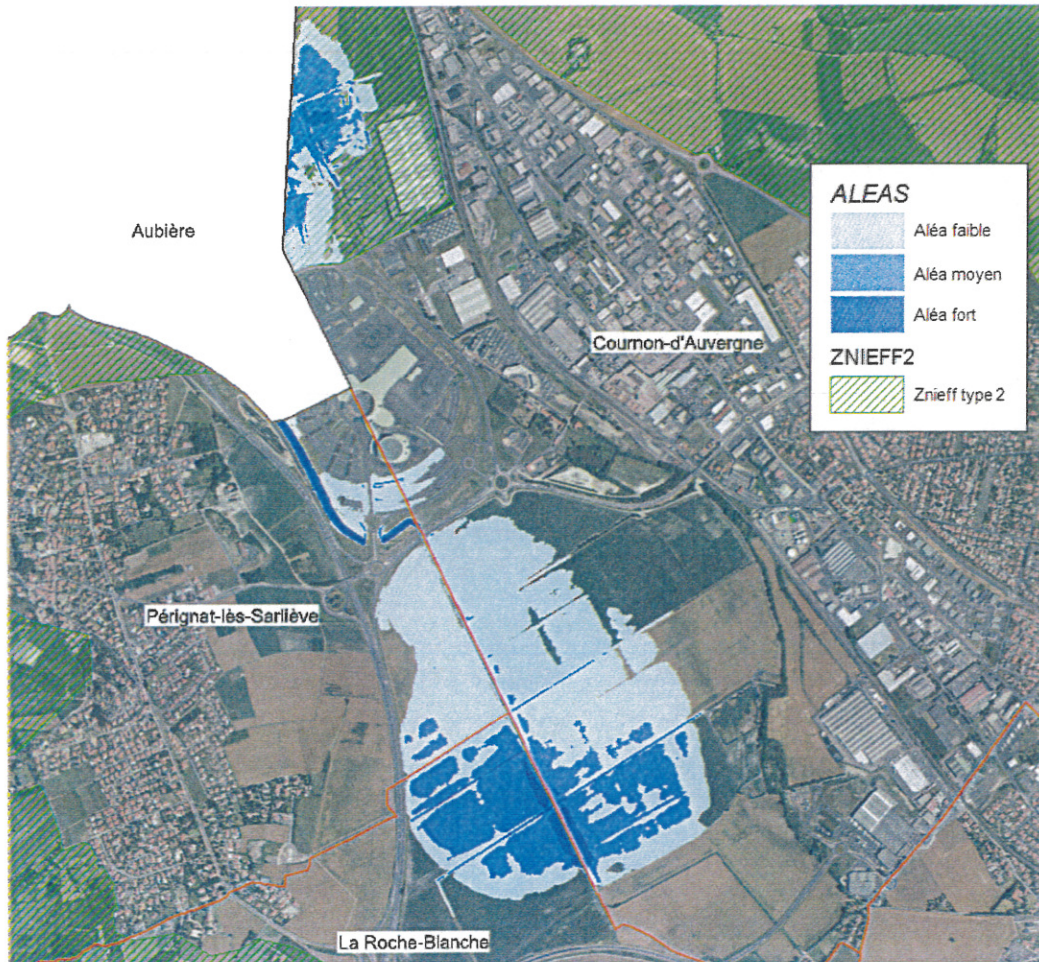 Aubière
ALEAS
Aléa faible
Aléa moyen
Aléa fort
ZNIEFF2
Znieff type 2
Cournon-d'Auvergne
Pérignat-lès-Sarliève
La Roche-Blanche